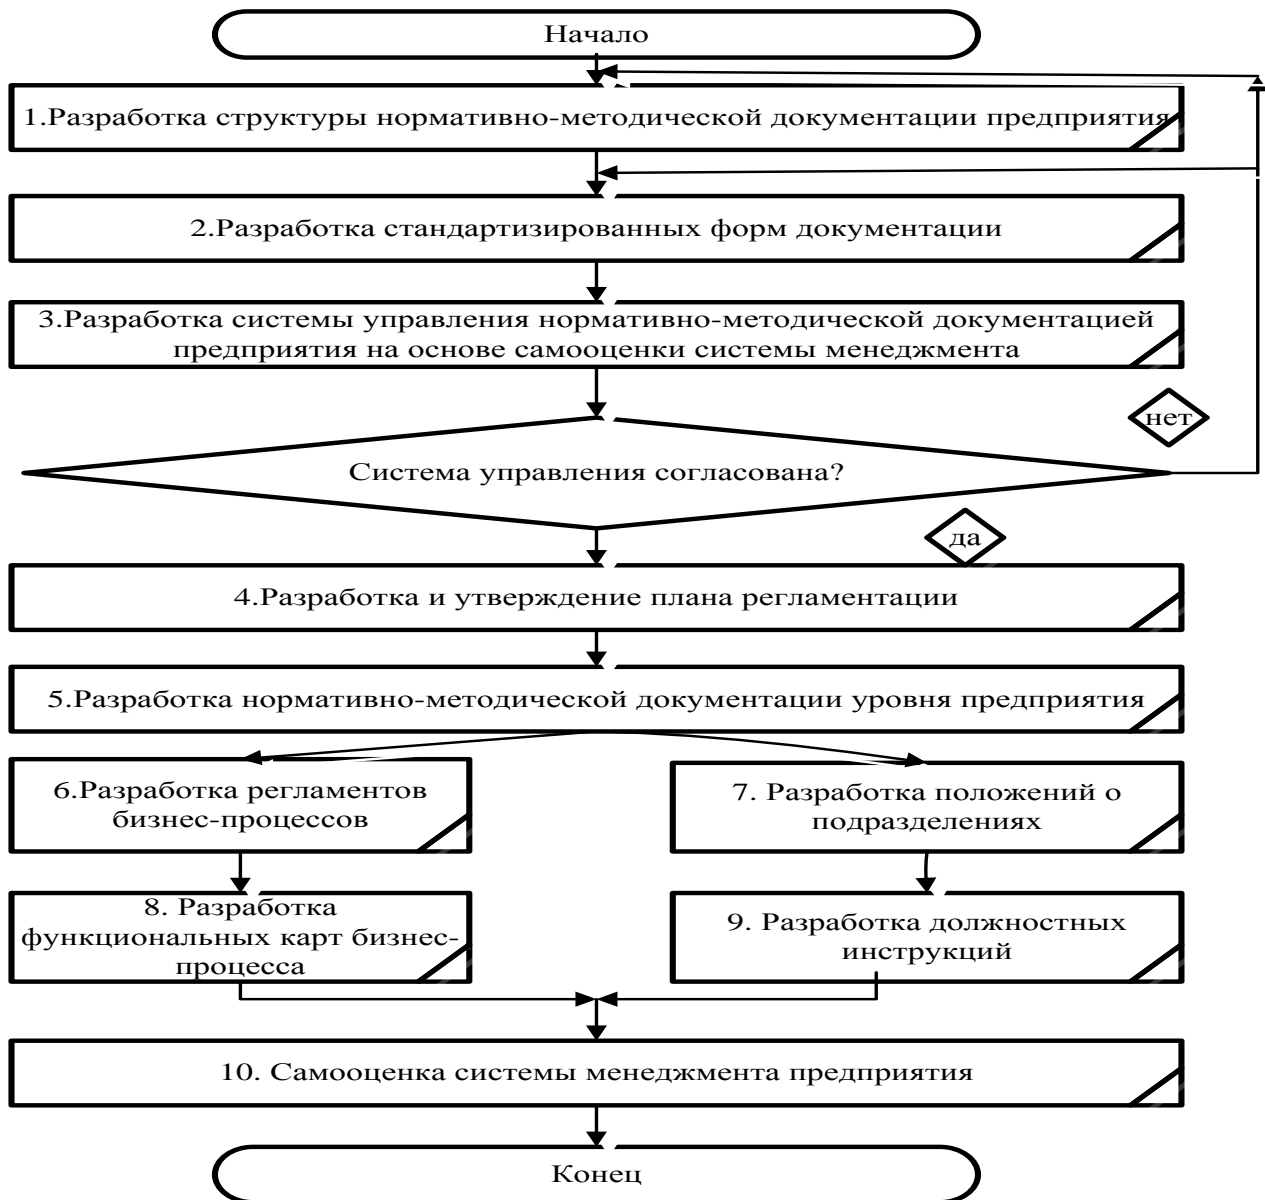 Начало
1.Разработка структуры нормативно-методической документации предприятия
2.Разработка стандартизированных форм документации
3.Разработка системы управления нормативно-методической документацией
предприятия на основе самооценки системы менеджмента
нет
Система управления согласована?
да
4.Разработка и утверждение плана регламентации
5.Разработка нормативно-методической документации уровня предприятия
6.Разработка регламентов
бизнес-процессов
7. Разработка положений о
подразделениях
8. Разработка
функциональных карт бизнес-
процесса
9. Разработка должностных
инструкций
10. Самооценка системы менеджмента предприятия
Конец